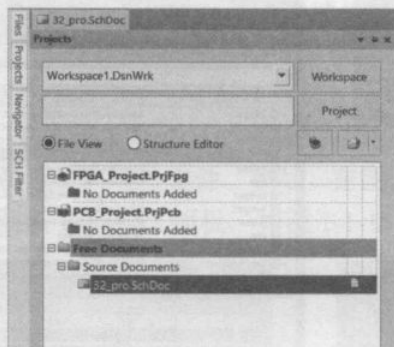 32_pro.SchDoc
Files
Projects
Navigator
SCH Filter
Projects
Workspace1.DsnWrk
Workspace
Project
File View
Structure Editor
FPGA_Project.PrjFpg
No Documents Added
PCB_Project.PrjPcb
No Documents Added
Free Documents
Source Documents
32_pro.SchDoc